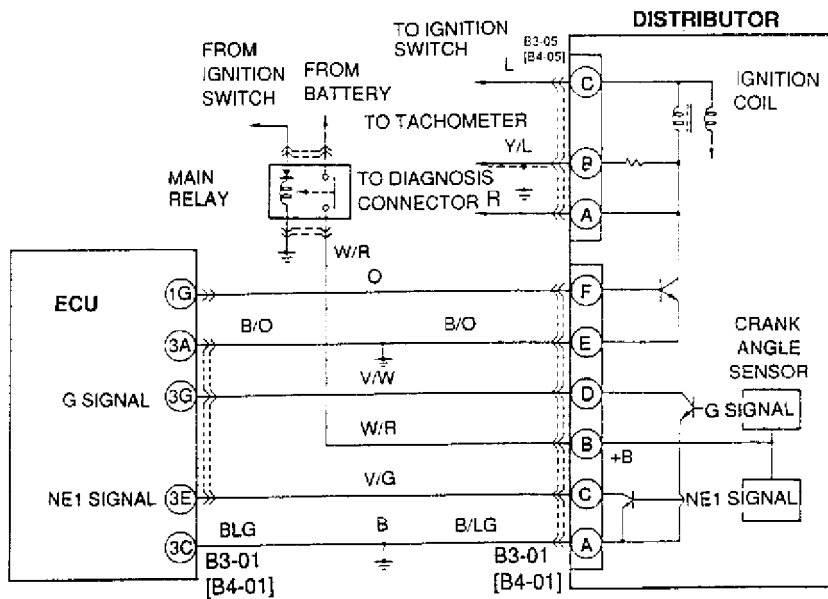 DISTRIBUTOR
TO IGNITION
SWITCH
B3-05
[B4-05]
FROM
IGNITION
SWITCH
FROM
BATTERY
L
C
IGNITION
COIL
TO TACHOMETER
Y/L
B
MAIN
RELAY
TO DIAGNOSIS
CONNECTOR
R
A
W/R
O
ECU
1G
F
B/O
B/O
3A
E
CRANK
ANGLE
SENSOR
V/W
G SIGNAL
3G
D
G SIGNAL
W/R
B
+B
V/G
NE1 SIGNAL
3E
C
NE1 SIGNAL
BLG
B
B/LG
3C
A
B3-01
[B4-01]
B3-01
[B4-01]